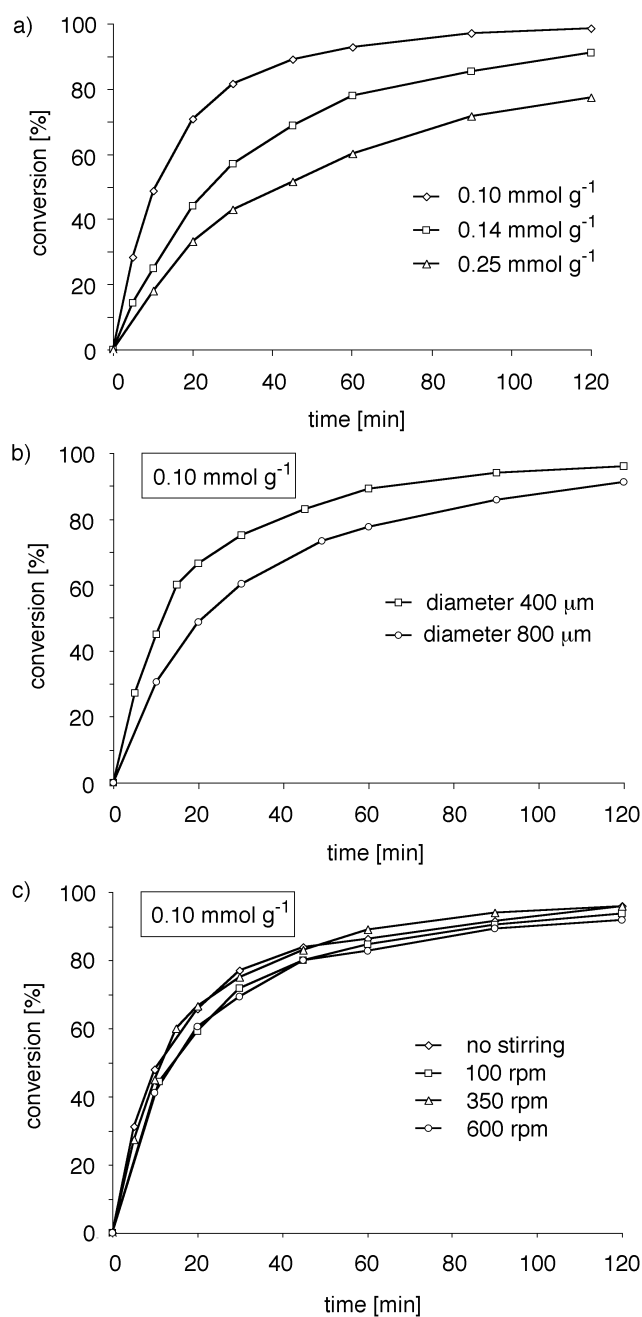 a)
100
80
60
40
20
0
conversion [%]
0.10 mmol g-1
0.14 mmol g-1
0.25 mmol g-1
0 20 40 60 80 100 120
time [min]
b)
100
80
60
40
20
0
conversion [%]
0.10 mmol g-1
diameter 400 μm
diameter 800 μm
0 20 40 60 80 100 120
time [min]
c)
100
80
60
40
20
0
conversion [%]
0.10 mmol g-1
no stirring
100 rpm
350 rpm
600 rpm
0 20 40 60 80 100 120
time [min]